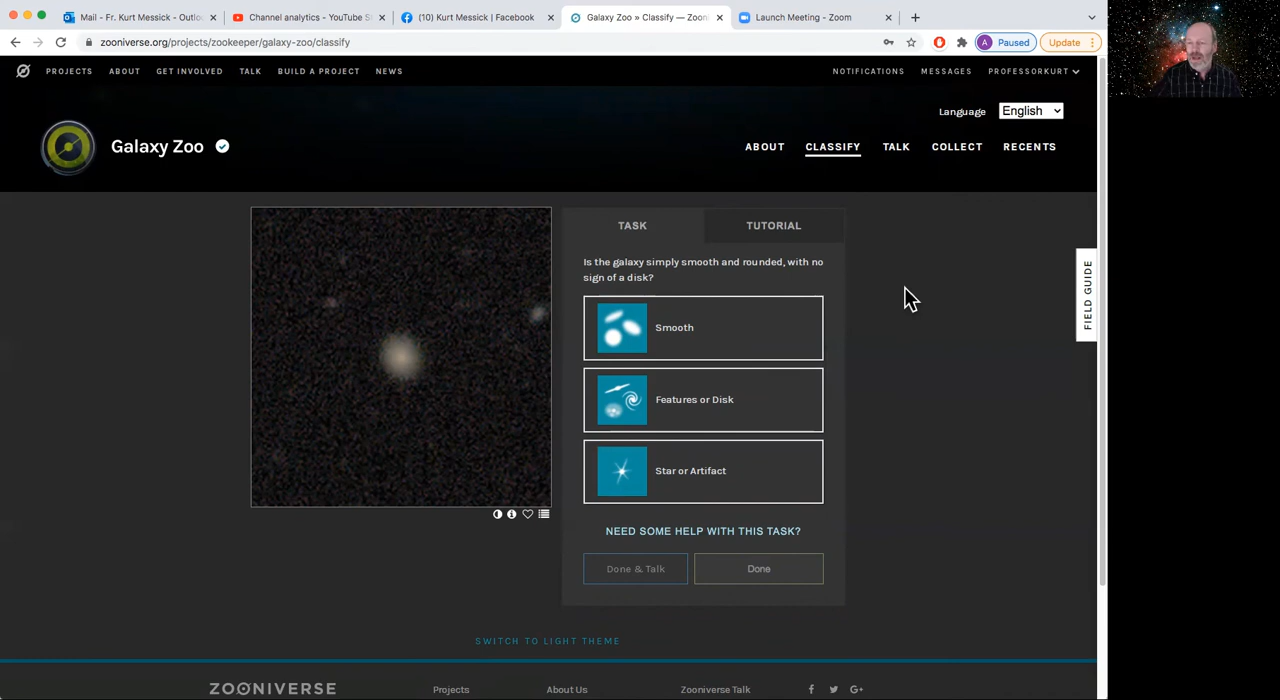 Mail - Fr. Kurt Messick - Outlo
Channel analytics - YouTube S
(10) Kurt Messick | Facebook
Galaxy Zoo » Classify — Zooni
Launch Meeting - Zoom
zooniverse.org/projects/zookeeper/galaxy-zoo/classify
A Paused
Update
PROJECTS ABOUT GET INVOLVED TALK BUILD A PROJECT NEWS
NOTIFICATIONS MESSAGES PROFESSORKURT
Language English
Galaxy Zoo
ABOUT CLASSIFY TALK COLLECT RECENTS
TASK TUTORIAL
Is the galaxy simply smooth and rounded, with no
sign of a disk?
Smooth
Features or Disk
Star or Artifact
NEED SOME HELP WITH THIS TASK?
Done & Talk Done
FIELD GUIDE
SWITCH TO LIGHT THEME
ZOONIVERSE
Projects About Us Zooniverse Talk
G+